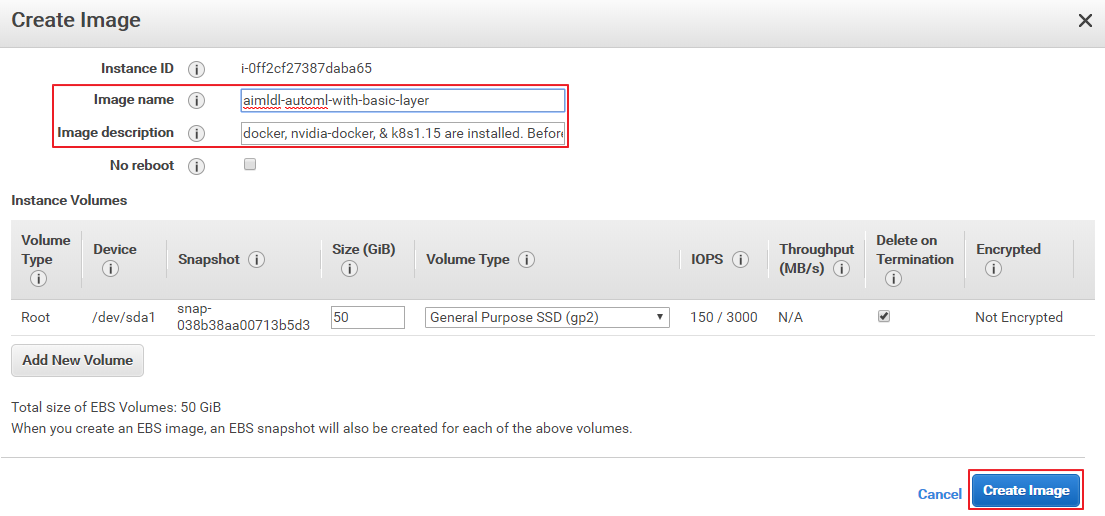 Create Image
Instance ID i-0ff2cf27387daba65
Image name aimldl-automl-with-basic-layer
Image description docker, nvidia-docker, & k8s1.15 are installed. Before
No reboot
Instance Volumes
Volume Type Device Snapshot Size (GiB) Volume Type IOPS Throughput (MB/s) Delete on Termination Encrypted
Root /dev/sda1 snap-038b38aa00713b5d3 50 General Purpose SSD (gp2) 150 / 3000 N/A Not Encrypted
Add New Volume
Total size of EBS Volumes: 50 GiB
When you create an EBS image, an EBS snapshot will also be created for each of the above volumes.
Cancel Create Image